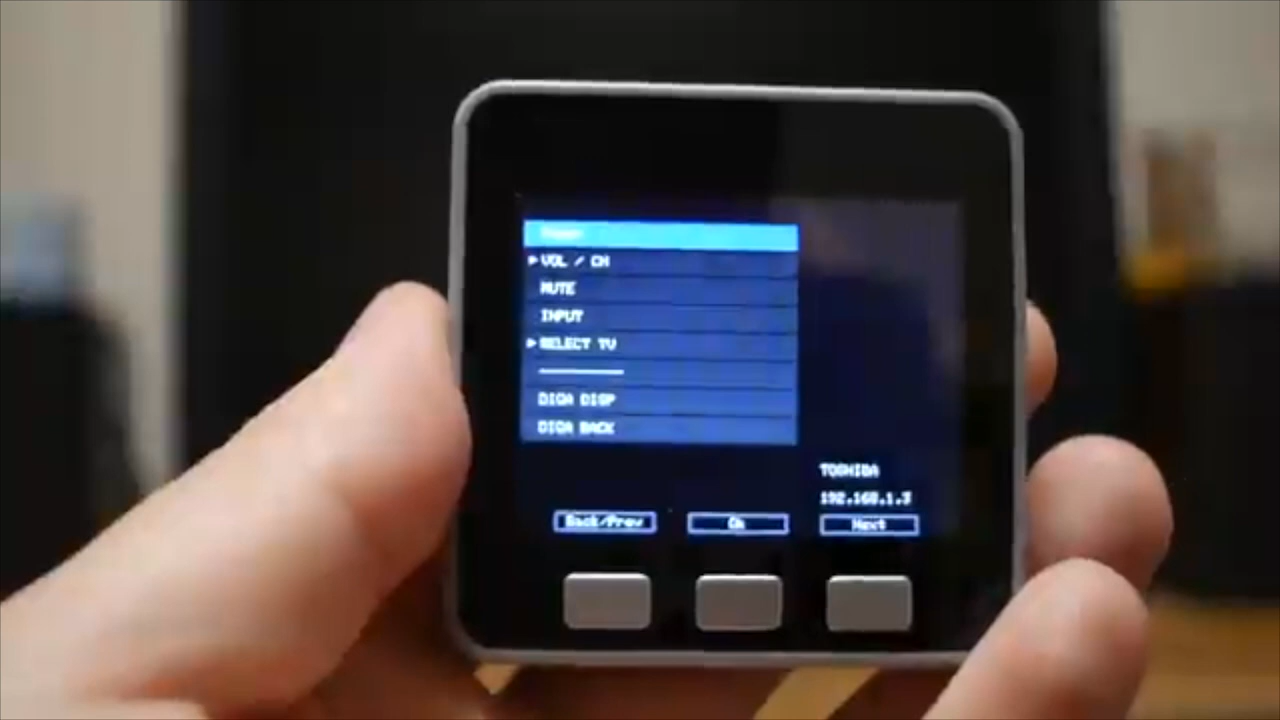 Power
▶VOL / CH
MUTE
INPUT
▶SELECT TV
DIGA DISP
DIGA BACK
TOSHIBA
192.168.1.3
Back/Prev
Ok
Next